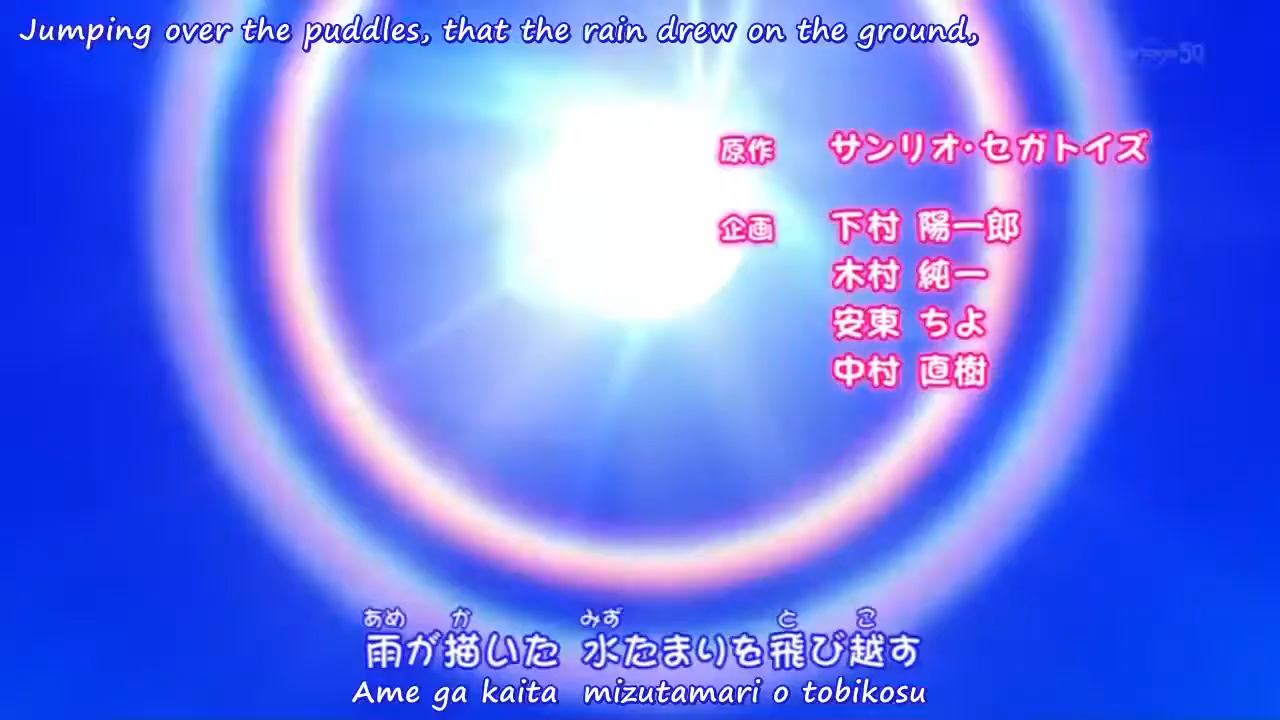 Jumping over the puddles, that the rain drew on the ground,
原作 サンリオ・セガトイズ
企画 下村 陽一郎
木村 純一
安東 ちよ
中村 直樹
あめ か みず と こ
雨が描いた 水たまりを飛び越す
Ame ga kaita mizutamari o tobikosu